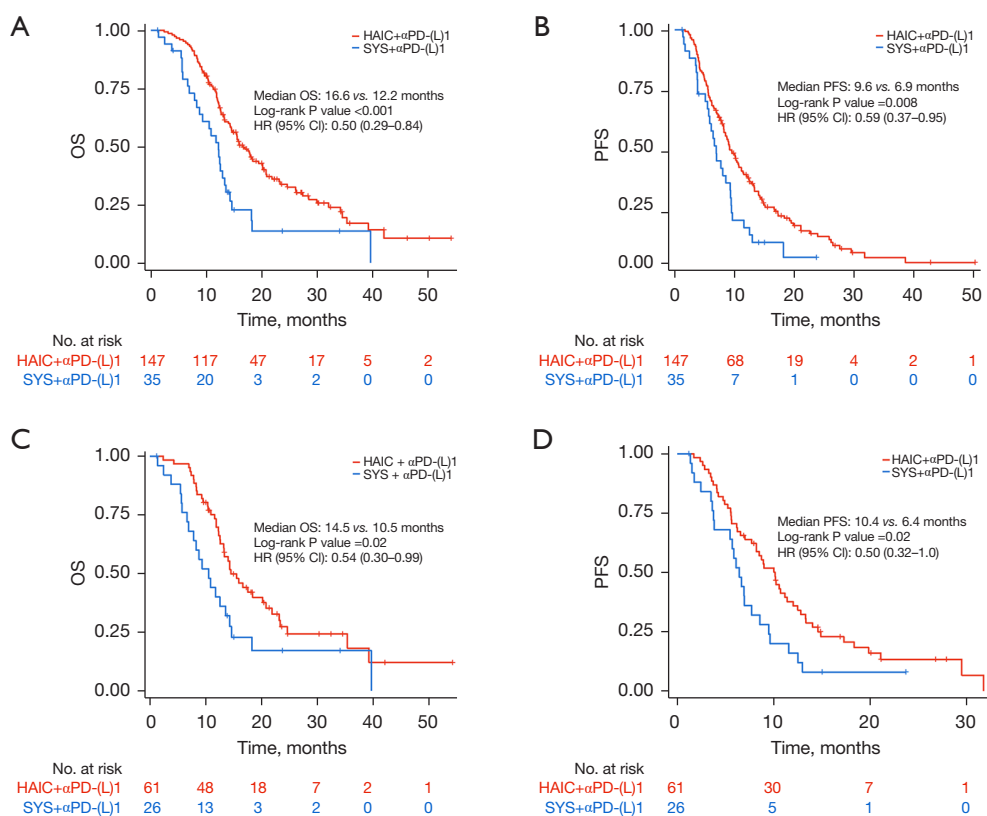 A
1.00
0.75
0.50
0.25
0.00
OS
HAIC+αPD-(L)1
SYS+αPD-(L)1
Median OS: 16.6 vs. 12.2 months
Log-rank P value <0.001
HR (95% CI): 0.50 (0.29–0.84)
0 10 20 30 40 50
Time, months
No. at risk
HAIC+αPD-(L)1 147 117 47 17 5 2
SYS+αPD-(L)1 35 20 3 2 0 0
B
1.00
0.75
0.50
0.25
0.00
PFS
HAIC+αPD-(L)1
SYS+αPD-(L)1
Median PFS: 9.6 vs. 6.9 months
Log-rank P value =0.008
HR (95% CI): 0.59 (0.37–0.95)
0 10 20 30 40 50
Time, months
No. at risk
HAIC+αPD-(L)1 147 68 19 4 2 1
SYS+αPD-(L)1 35 7 1 0 0 0
C
1.00
0.75
0.50
0.25
0.00
OS
HAIC + αPD-(L)1
SYS + αPD-(L)1
Median OS: 14.5 vs. 10.5 months
Log-rank P value =0.02
HR (95% CI): 0.54 (0.30–0.99)
0 10 20 30 40 50
Time, months
No. at risk
HAIC+αPD-(L)1 61 48 18 7 2 1
SYS+αPD-(L)1 26 13 3 2 0 0
D
1.00
0.75
0.50
0.25
0.00
PFS
HAIC+αPD-(L)1
SYS+αPD-(L)1
Median PFS: 10.4 vs. 6.4 months
Log-rank P value =0.02
HR (95% CI): 0.50 (0.32–1.0)
0 10 20 30
Time, months
No. at risk
HAIC+αPD-(L)1 61 30 7 1
SYS+αPD-(L)1 26 5 1 0